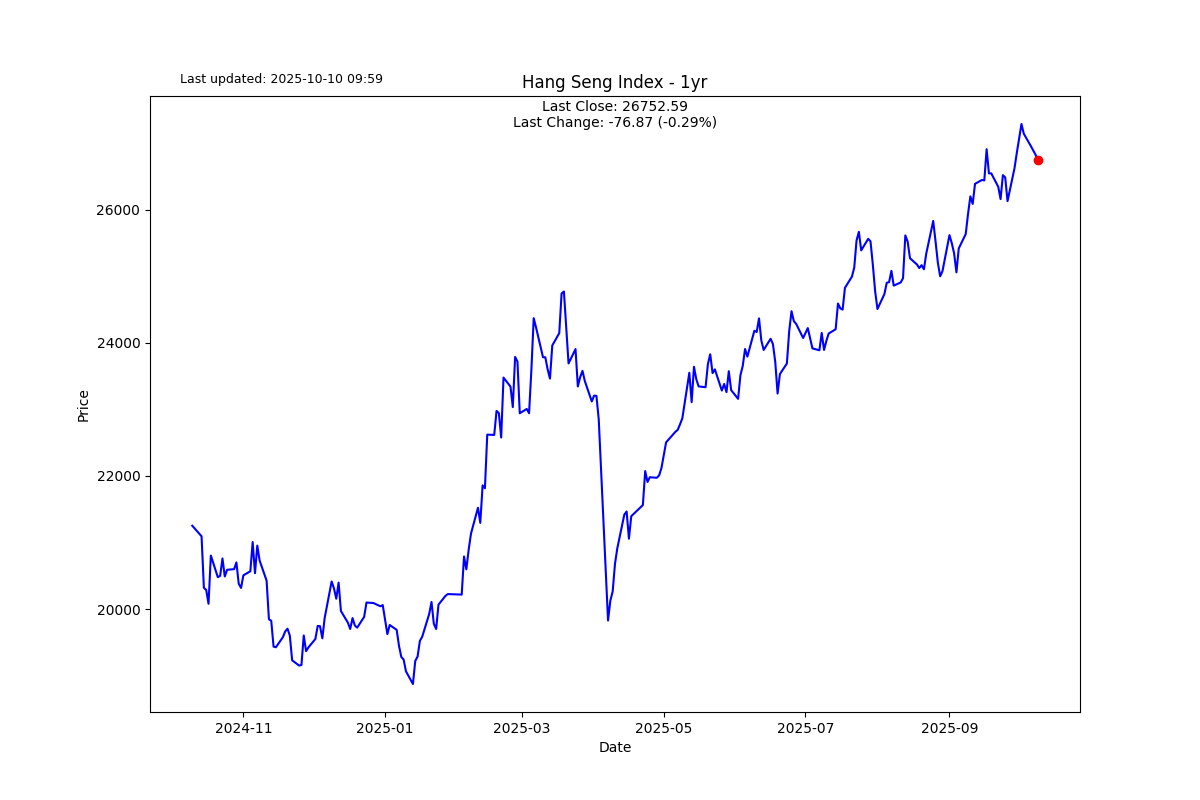 Last updated: 2025-10-10 09:59
Hang Seng Index - 1yr
Last Close: 26752.59
Last Change: -76.87 (-0.29%)
26000
24000
22000
20000
Price
2024-11
2025-01
2025-03
2025-05
2025-07
2025-09
Date